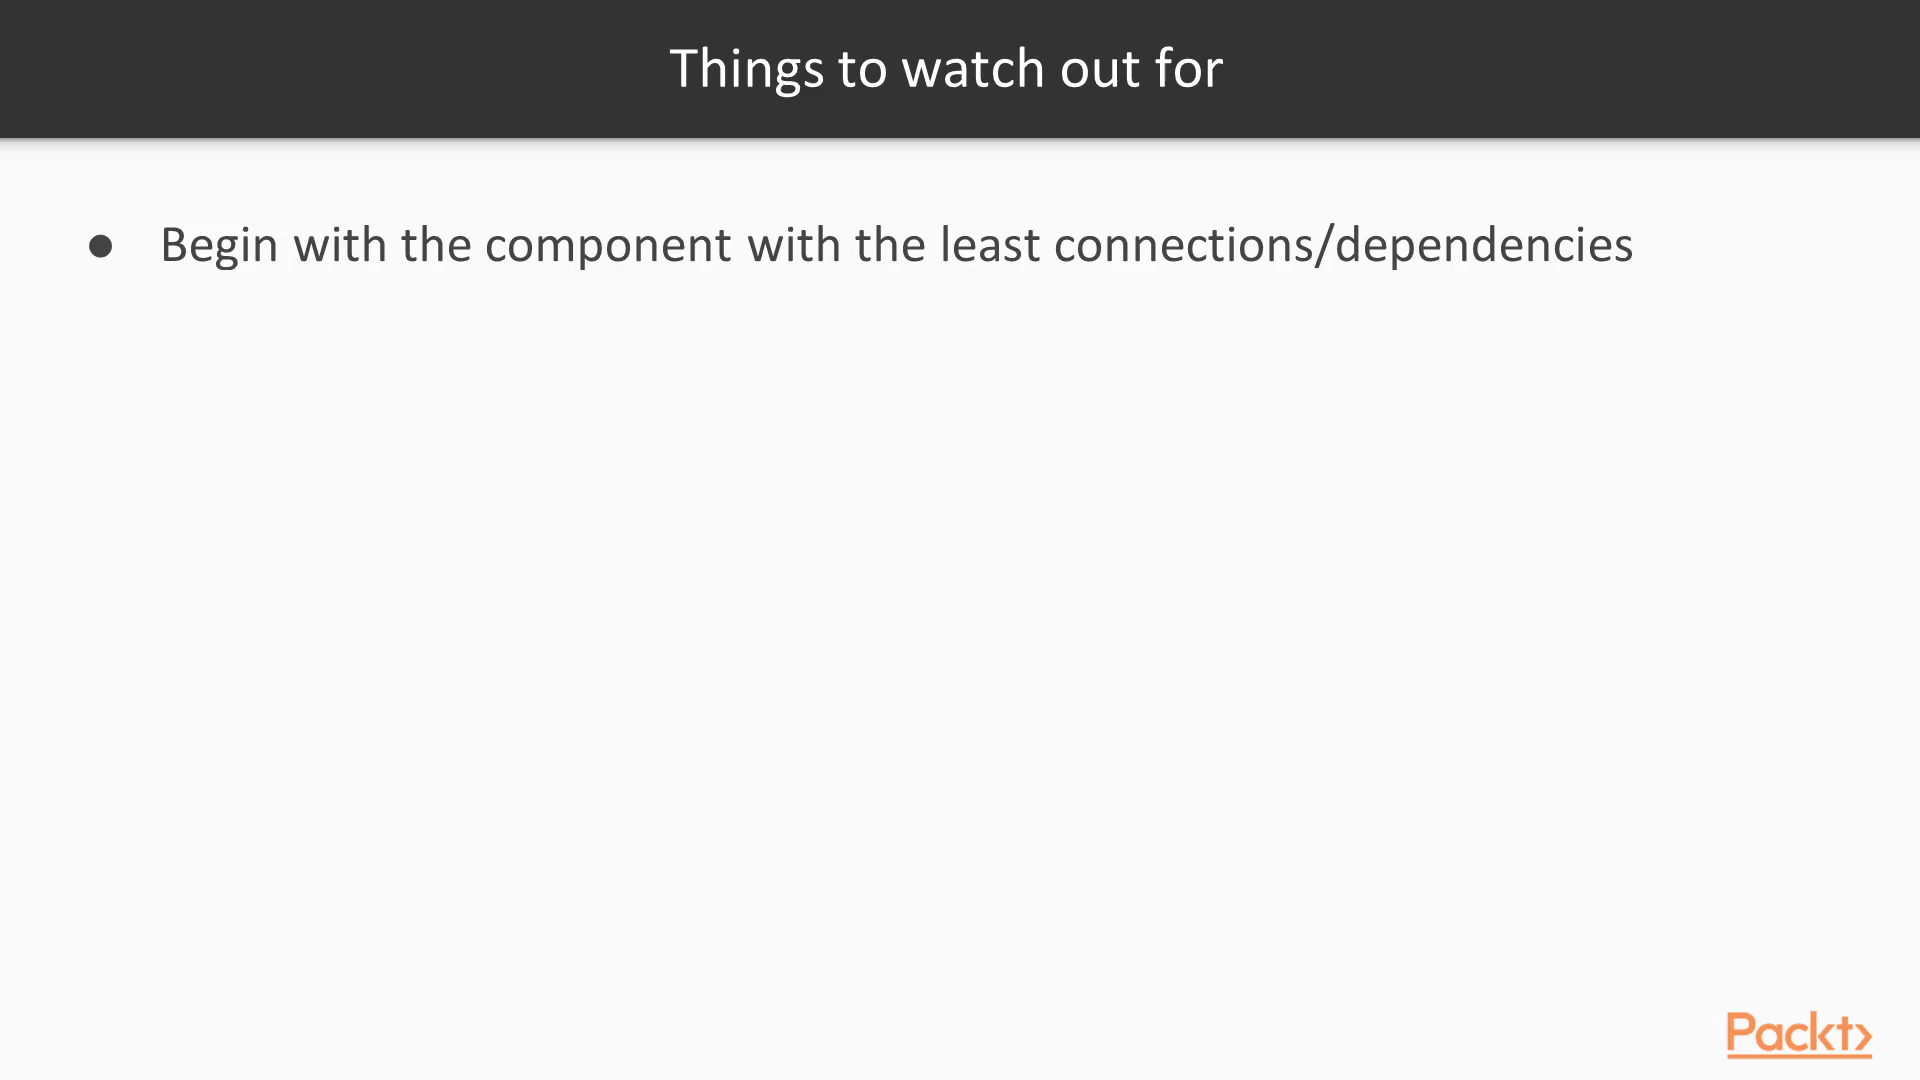 Things to watch out for
● Begin with the component with the least connections/dependencies
Packt>